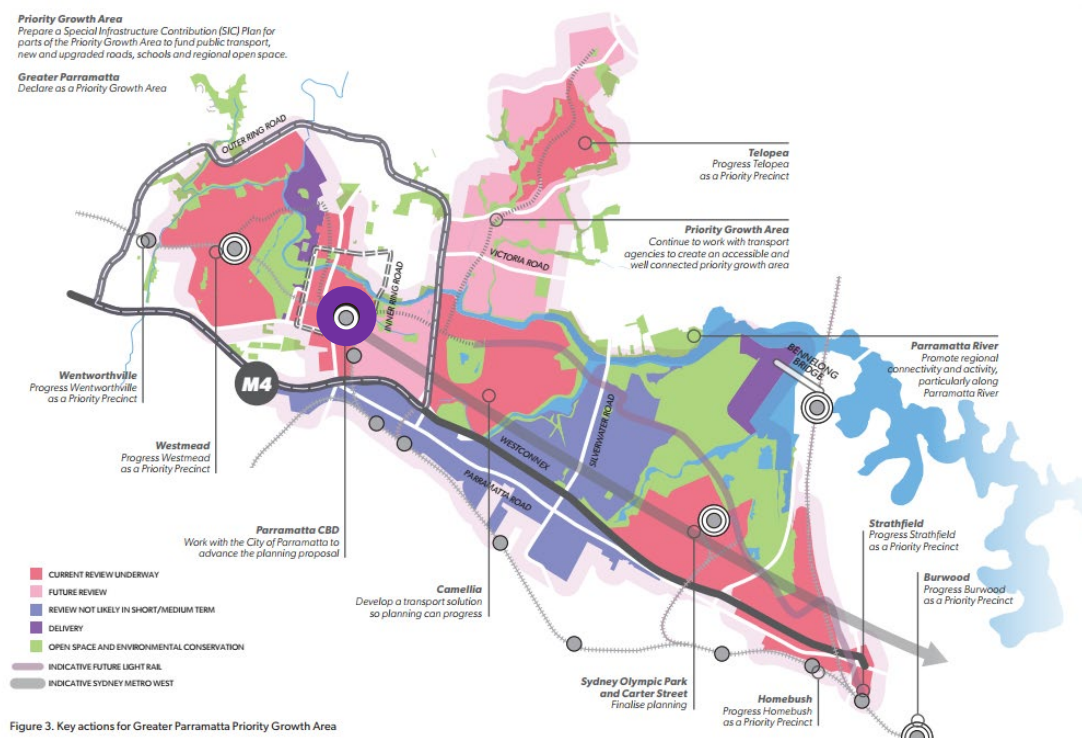 Priority Growth Area
Prepare a Special Infrastructure Contribution (SIC) Plan for
parts of the Priority Growth Area to fund public transport,
new and upgraded roads, schools and regional open space.
Greater Parramatta
Declare as a Priority Growth Area
OUTER RING ROAD
Telopea
Progress Telopea
as a Priority Precinct
Priority Growth Area
Continue to work with transport
agencies to create an accessible and
well connected priority growth area
VICTORIA ROAD
INNER RING ROAD
Parramatta River
Promote regional
connectivity and activity,
particularly along
Parramatta River
BENNELONG
BRIDGE
Wentworthville
Progress Wentworthville
as a Priority Precinct
M4
Westmead
Progress Westmead
as a Priority Precinct
SILVERWATER ROAD
WESTCONNEX
PARRAMATTA ROAD
Parramatta CBD
Work with the City of Parramatta to
advance the planning proposal
Camellia
Develop a transport solution
so planning can progress
Strathfield
Progress Strathfield
as a Priority Precinct
Burwood
Progress Burwood
as a Priority Precinct
Sydney Olympic Park
and Carter Street
Finalise planning
Homebush
Progress Homebush
as a Priority Precinct
CURRENT REVIEW UNDERWAY
FUTURE REVIEW
REVIEW NOT LIKELY IN SHORT/MEDIUM TERM
DELIVERY
OPEN SPACE AND ENVIRONMENTAL CONSERVATION
INDICATIVE FUTURE LIGHT RAIL
INDICATIVE SYDNEY METRO WEST
Figure 3. Key actions for Greater Parramatta Priority Growth Area